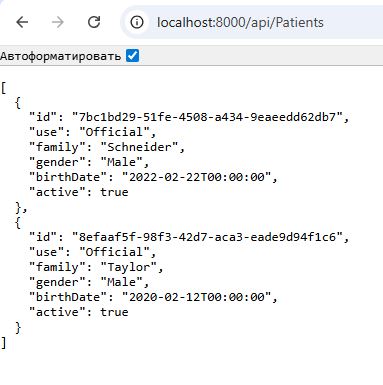 localhost:8000/api/Patients
Автоформатировать
[
  {
    "id": "7bc1bd29-51fe-4508-a434-9eaeedd62db7",
    "use": "Official",
    "family": "Schneider",
    "gender": "Male",
    "birthDate": "2022-02-22T00:00:00",
    "active": true
  },
  {
    "id": "8efaaf5f-98f3-42d7-aca3-eade9d94f1c6",
    "use": "Official",
    "family": "Taylor",
    "gender": "Male",
    "birthDate": "2020-02-12T00:00:00",
    "active": true
  }
]